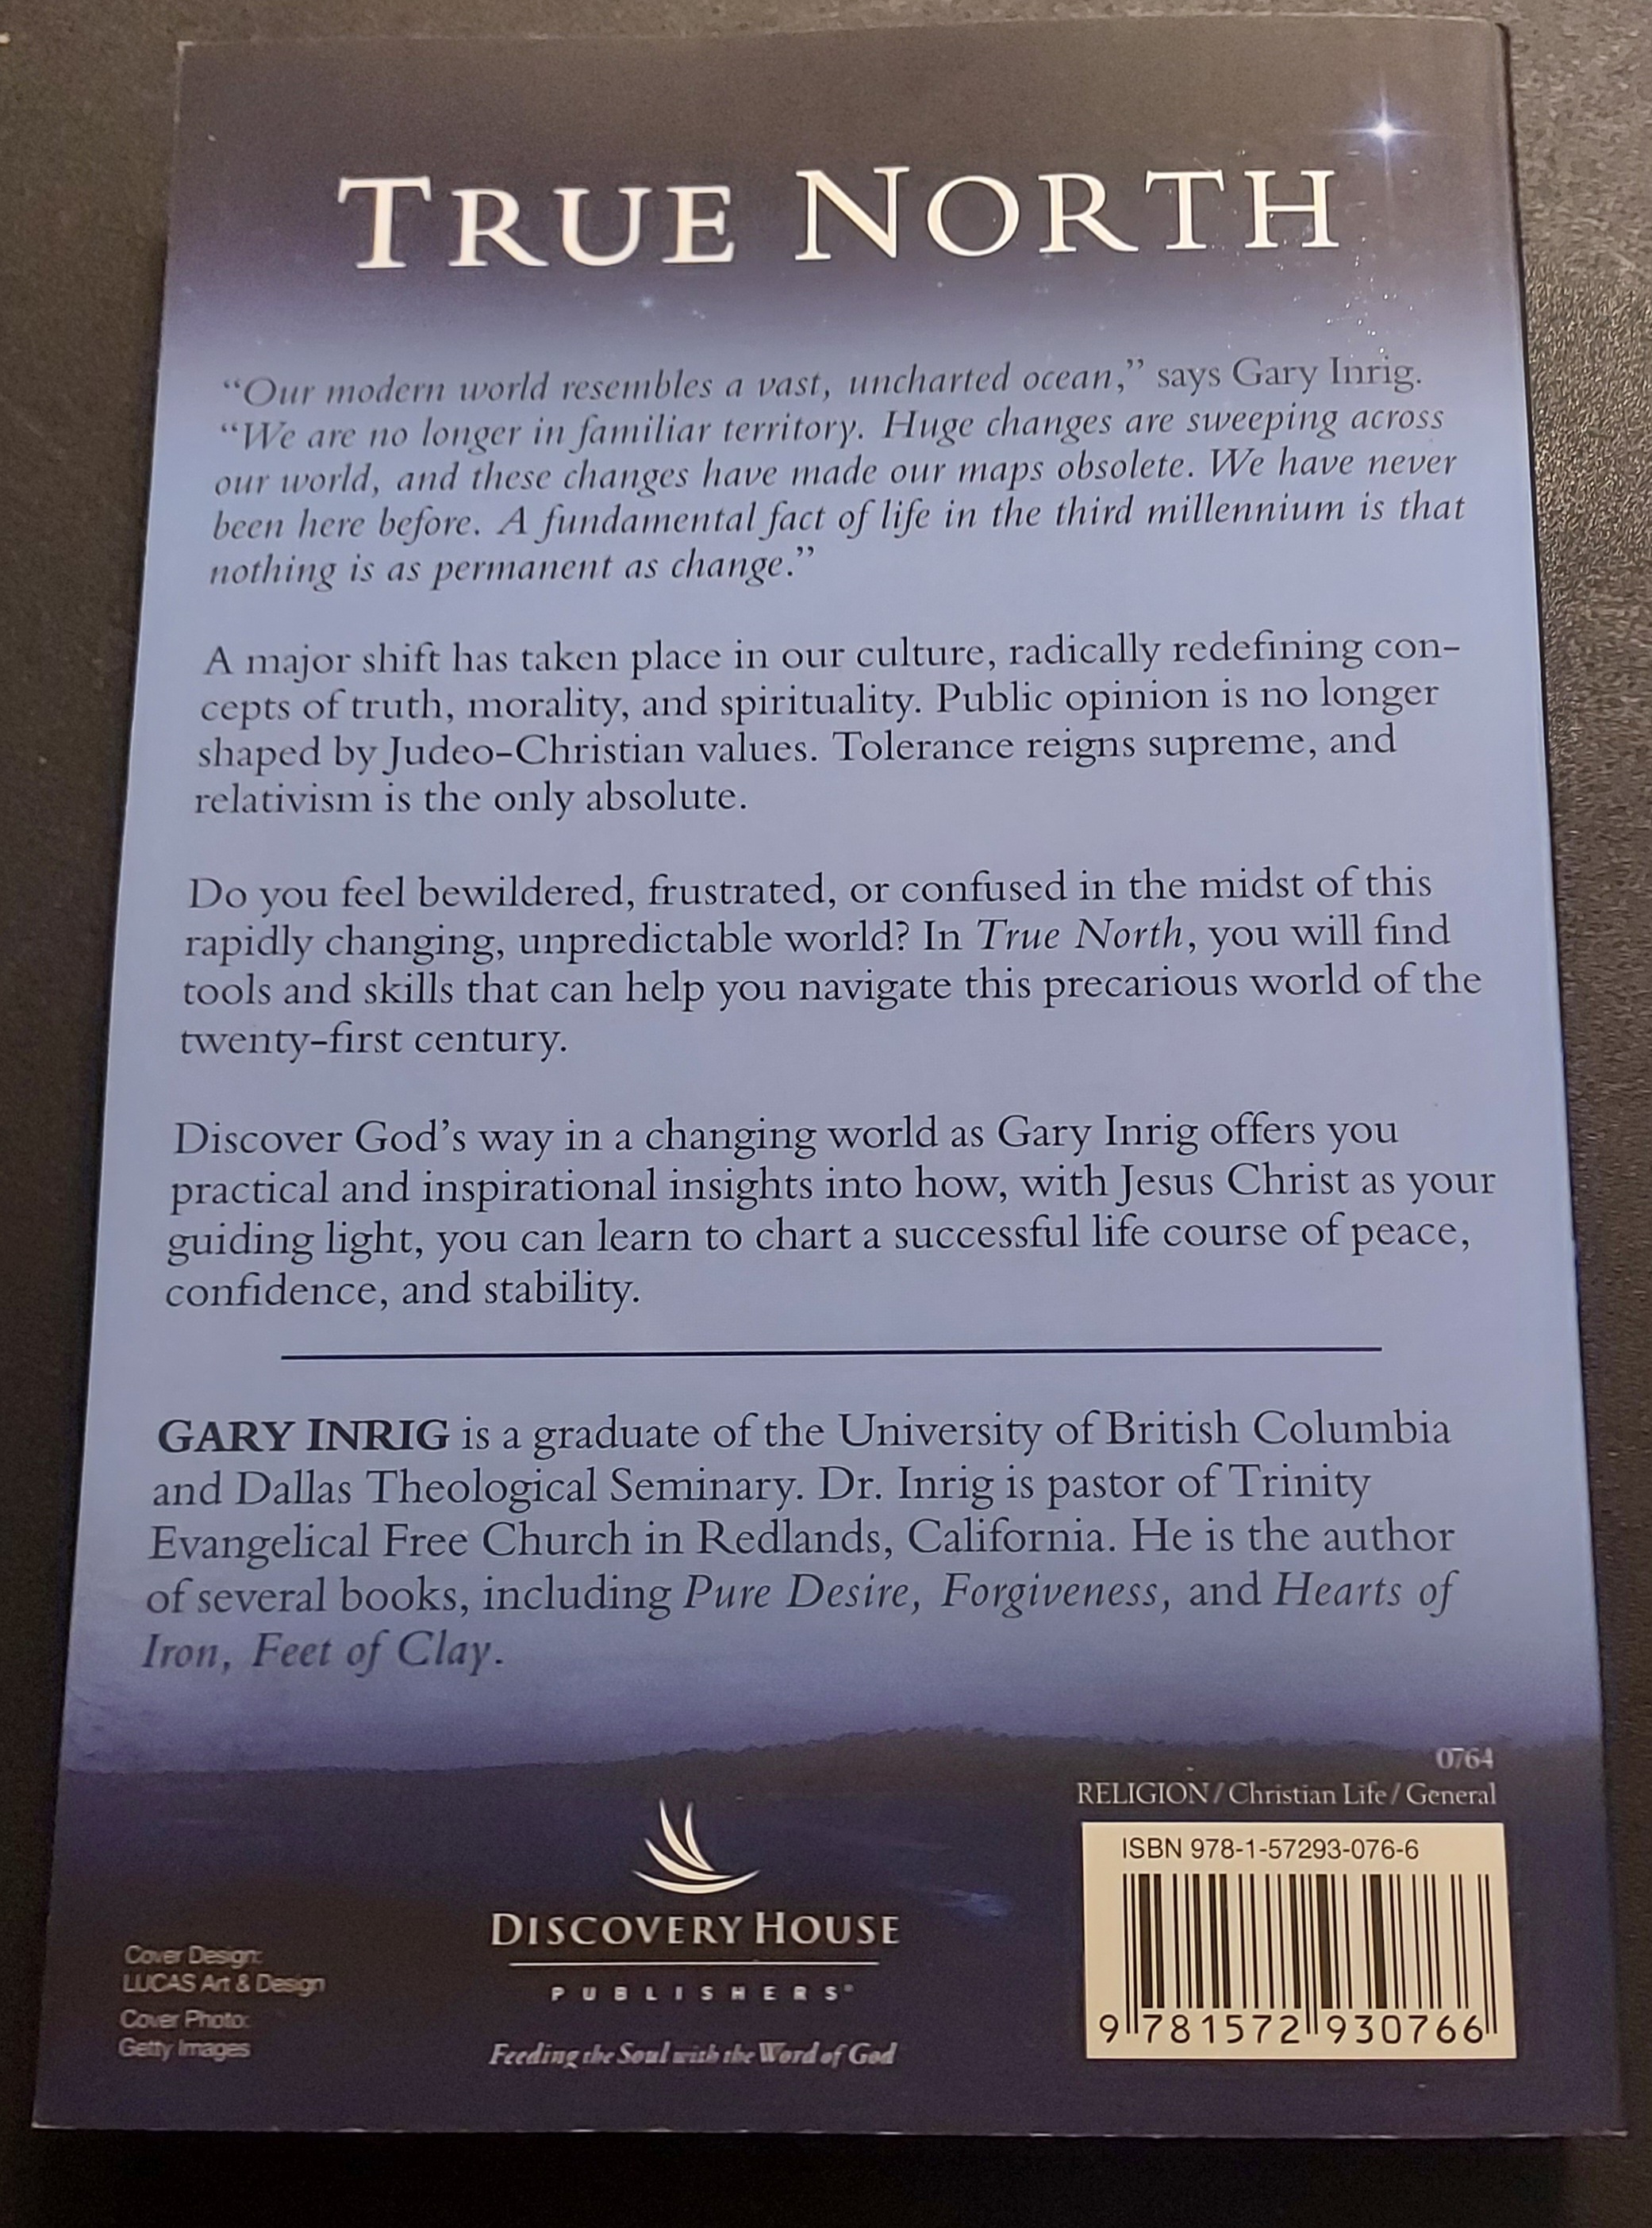 TRUE NORTH
“Our modern world resembles a vast, uncharted ocean,” says Gary Inrig.
“We are no longer in familiar territory. Huge changes are sweeping across
our world, and these changes have made our maps obsolete. We have never
been here before. A fundamental fact of life in the third millennium is that
nothing is as permanent as change.”
A major shift has taken place in our culture, radically redefining con-
cepts of truth, morality, and spirituality. Public opinion is no longer
shaped by Judeo-Christian values. Tolerance reigns supreme, and
relativism is the only absolute.
Do you feel bewildered, frustrated, or confused in the midst of this
rapidly changing, unpredictable world? In True North, you will find
tools and skills that can help you navigate this precarious world of the
twenty-first century.
Discover God’s way in a changing world as Gary Inrig offers you
practical and inspirational insights into how, with Jesus Christ as your
guiding light, you can learn to chart a successful life course of peace,
confidence, and stability.
GARY INRIG is a graduate of the University of British Columbia
and Dallas Theological Seminary. Dr. Inrig is pastor of Trinity
Evangelical Free Church in Redlands, California. He is the author
of several books, including Pure Desire, Forgiveness, and Hearts of
Iron, Feet of Clay.
Cover Design:
LUCAS Art & Design
Cover Photo:
Getty Images
DISCOVERY HOUSE
PUBLISHERS®
Feeding the Soul with the Word of God
0764
RELIGION / Christian Life / General
ISBN 978-1-57293-076-6
9 781572 930766